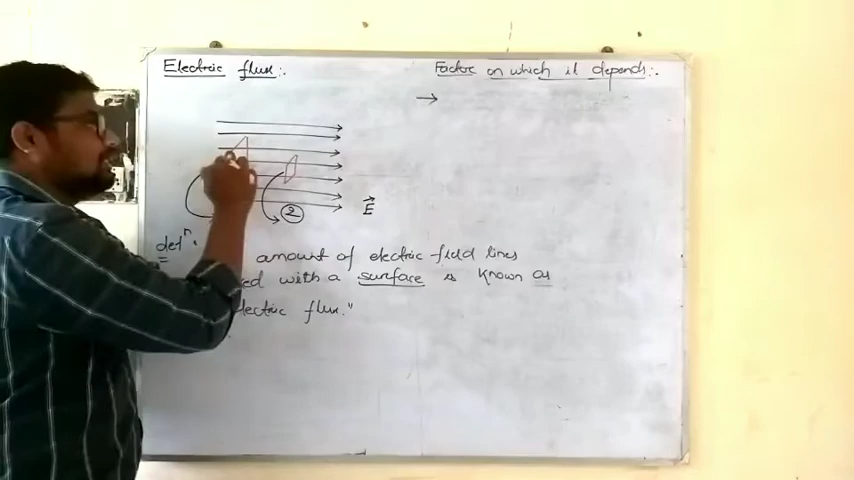 Electric flux:.
Factor on which it depends:.
→
2
E
defⁿ.
amount of electric field lines
with a surface is known as
flux."